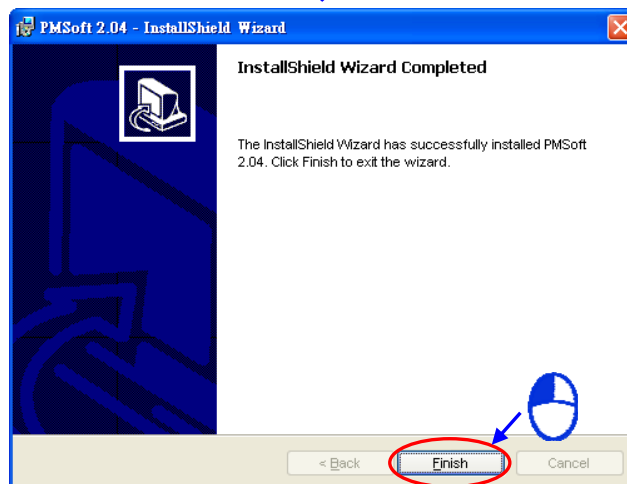 PMSoft 2.04 - InstallShield Wizard
InstallShield Wizard Completed
The InstallShield Wizard has successfully installed PMSoft
2.04. Click Finish to exit the wizard.
< Back Finish Cancel